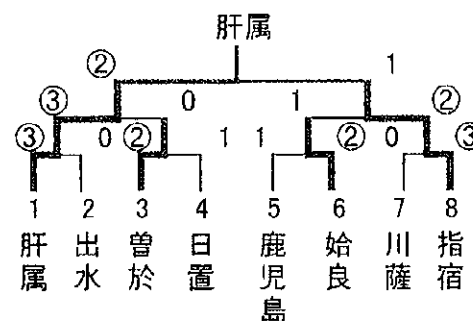 肝属
② 1
③ 0 1 ②
③ 0 ② 1 1 ② 0 ③
1 2 3 4 5 6 7 8
肝属 出水 曽於 日置 鹿児島 姶良 川薩 指宿